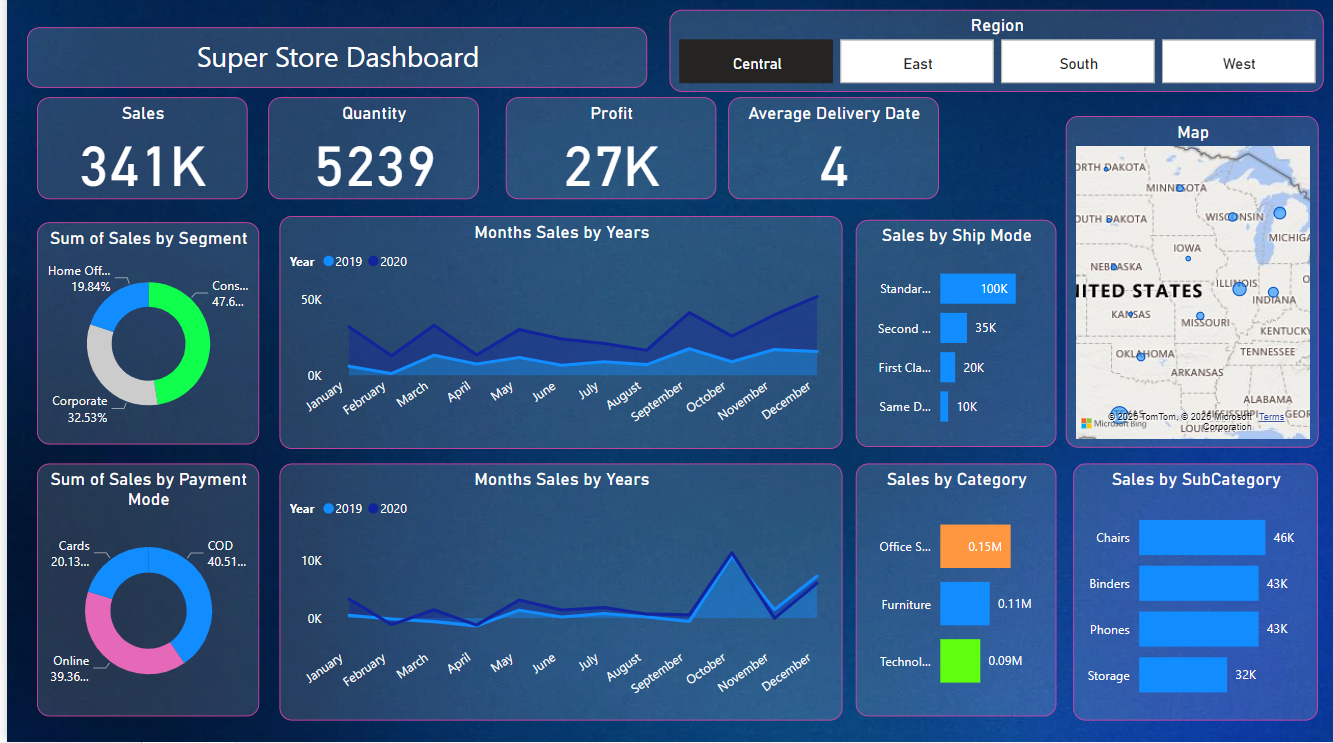 Super Store Dashboard
Region
Central
East
South
West
Sales
341K
Quantity
5239
Profit
27K
Average Delivery Date
4
Map
ORTH DAKOTA
MINNESOTA
OUTH DAKOTA
WISCONSIN
MICHIGA
IOWA
NEBRASKA
ILLINOIS
INDIANA
NITED STATES
KANSAS
MISSOURI
KENTUCKY
OKLAHOMA
TENNESSEE
ARKANSAS
ALABAMA
MISSISSIPPI
GEOR
LOUI
© 2025 TomTom, © 2025 Microsoft Corporation
Terms
Microsoft Bing
Sum of Sales by Segment
Home Off...
19.84%
Cons...
47.6...
Corporate
32.53%
Months Sales by Years
Year 2019 2020
50K
0K
January
February
March
April
May
June
July
August
September
October
November
December
Sales by Ship Mode
Standar... 100K
Second ... 35K
First Cla... 20K
Same D... 10K
Sum of Sales by Payment
Mode
Cards
20.13...
COD
40.51...
Online
39.36...
Months Sales by Years
Year 2019 2020
10K
0K
January
February
March
April
May
June
July
August
September
October
November
December
Sales by Category
Office S... 0.15M
Furniture 0.11M
Technol... 0.09M
Sales by SubCategory
Chairs 46K
Binders 43K
Phones 43K
Storage 32K